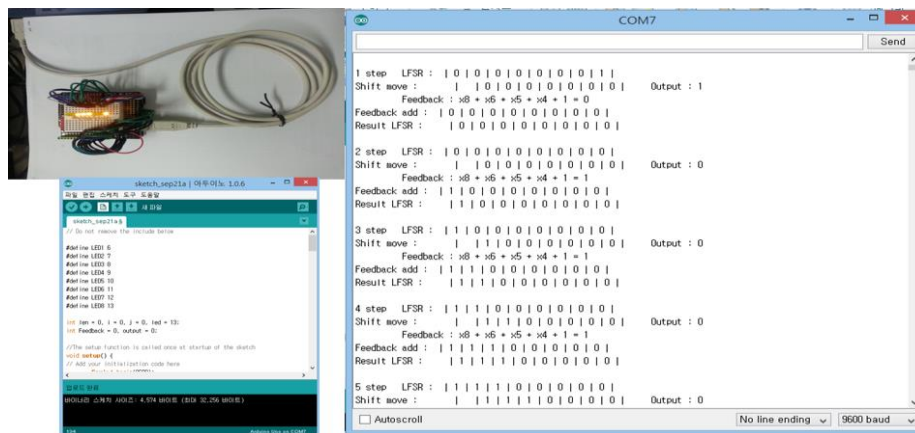 sketch_sep21a | 아두이노 1.0.6
파일 편집 스케치 도구 도움말
새 파일
sketch_sep21a §
// Do not remove the include below
#define LED1 6
#define LED2 7
#define LED3 8
#define LED4 9
#define LED5 10
#define LED6 11
#define LED7 12
#define LED8 13
int len = 0, i = 0, j = 0, led = 13;
int Feedback = 0, output = 0;
//The setup function is called once at startup of the sketch
void setup() {
// Add your initialization code here
업로드 완료
바이너리 스케치 사이즈: 4,974 바이트 (최대 32,256 바이트)
COM7
Send
1 step LFSR : | 0 | 0 | 0 | 0 | 0 | 0 | 0 | 1 |
Shift move : | | 0 | 0 | 0 | 0 | 0 | 0 | 0 | Output : 1
Feedback : x8 + x6 + x5 + x4 + 1 = 0
Feedback add : | 0 | 0 | 0 | 0 | 0 | 0 | 0 | 0 |
Result LFSR : | 0 | 0 | 0 | 0 | 0 | 0 | 0 | 0 |
2 step LFSR : | 0 | 0 | 0 | 0 | 0 | 0 | 0 | 0 |
Shift move : | | 0 | 0 | 0 | 0 | 0 | 0 | 0 | Output : 0
Feedback : x8 + x6 + x5 + x4 + 1 = 1
Feedback add : | 1 | 0 | 0 | 0 | 0 | 0 | 0 | 0 |
Result LFSR : | 1 | 0 | 0 | 0 | 0 | 0 | 0 | 0 |
3 step LFSR : | 1 | 0 | 0 | 0 | 0 | 0 | 0 | 0 |
Shift move : | | 1 | 0 | 0 | 0 | 0 | 0 | 0 | Output : 0
Feedback : x8 + x6 + x5 + x4 + 1 = 1
Feedback add : | 1 | 1 | 0 | 0 | 0 | 0 | 0 | 0 |
Result LFSR : | 1 | 1 | 0 | 0 | 0 | 0 | 0 | 0 |
4 step LFSR : | 1 | 1 | 0 | 0 | 0 | 0 | 0 | 0 |
Shift move : | | 1 | 1 | 0 | 0 | 0 | 0 | 0 | Output : 0
Feedback : x8 + x6 + x5 + x4 + 1 = 1
Feedback add : | 1 | 1 | 1 | 0 | 0 | 0 | 0 | 0 |
Result LFSR : | 1 | 1 | 1 | 0 | 0 | 0 | 0 | 0 |
5 step LFSR : | 1 | 1 | 1 | 0 | 0 | 0 | 0 | 0 |
Shift move : | | 1 | 1 | 1 | 0 | 0 | 0 | 0 | Output : 0
Autoscroll
No line ending
9600 baud